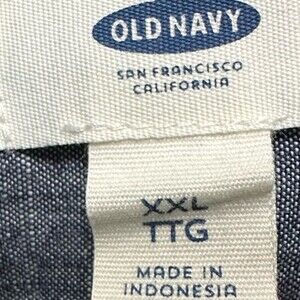 OLD NAVY
SAN FRANCISCO
CALIFORNIA
XXL
TTG
MADE IN
INDONESIA